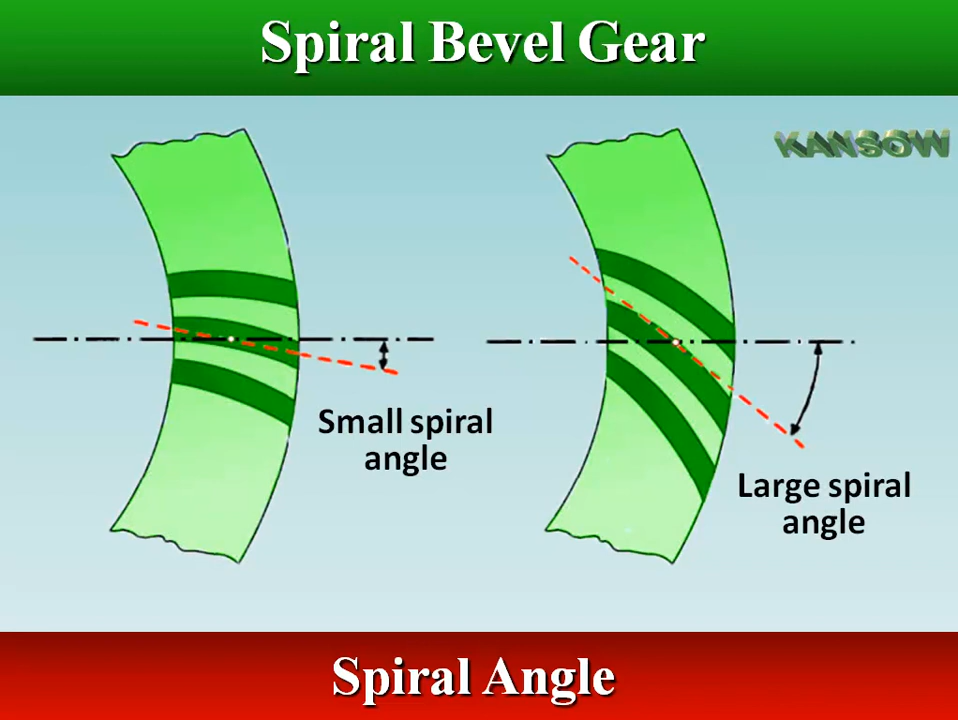 Spiral Bevel Gear
KANSOW
Small spiral
angle
Large spiral
angle
Spiral Angle